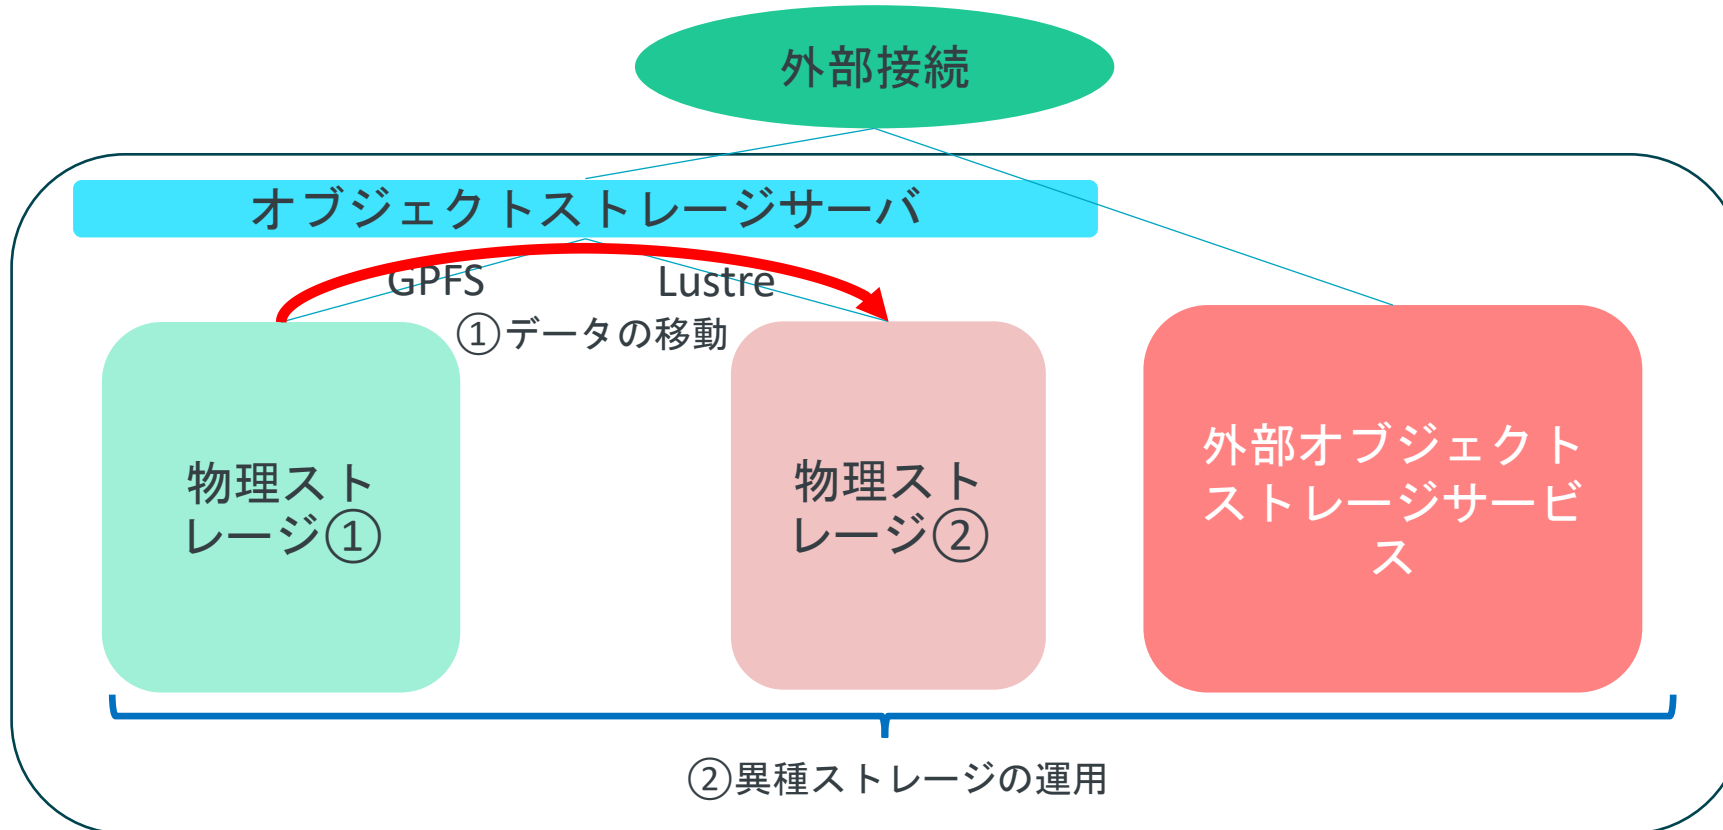 外部接続
オブジェクトストレージサーバ
GPFS
Lustre
①データの移動
物理スト
レージ①
物理スト
レージ②
外部オブジェクト
ストレージサービ
ス
②異種ストレージの運用